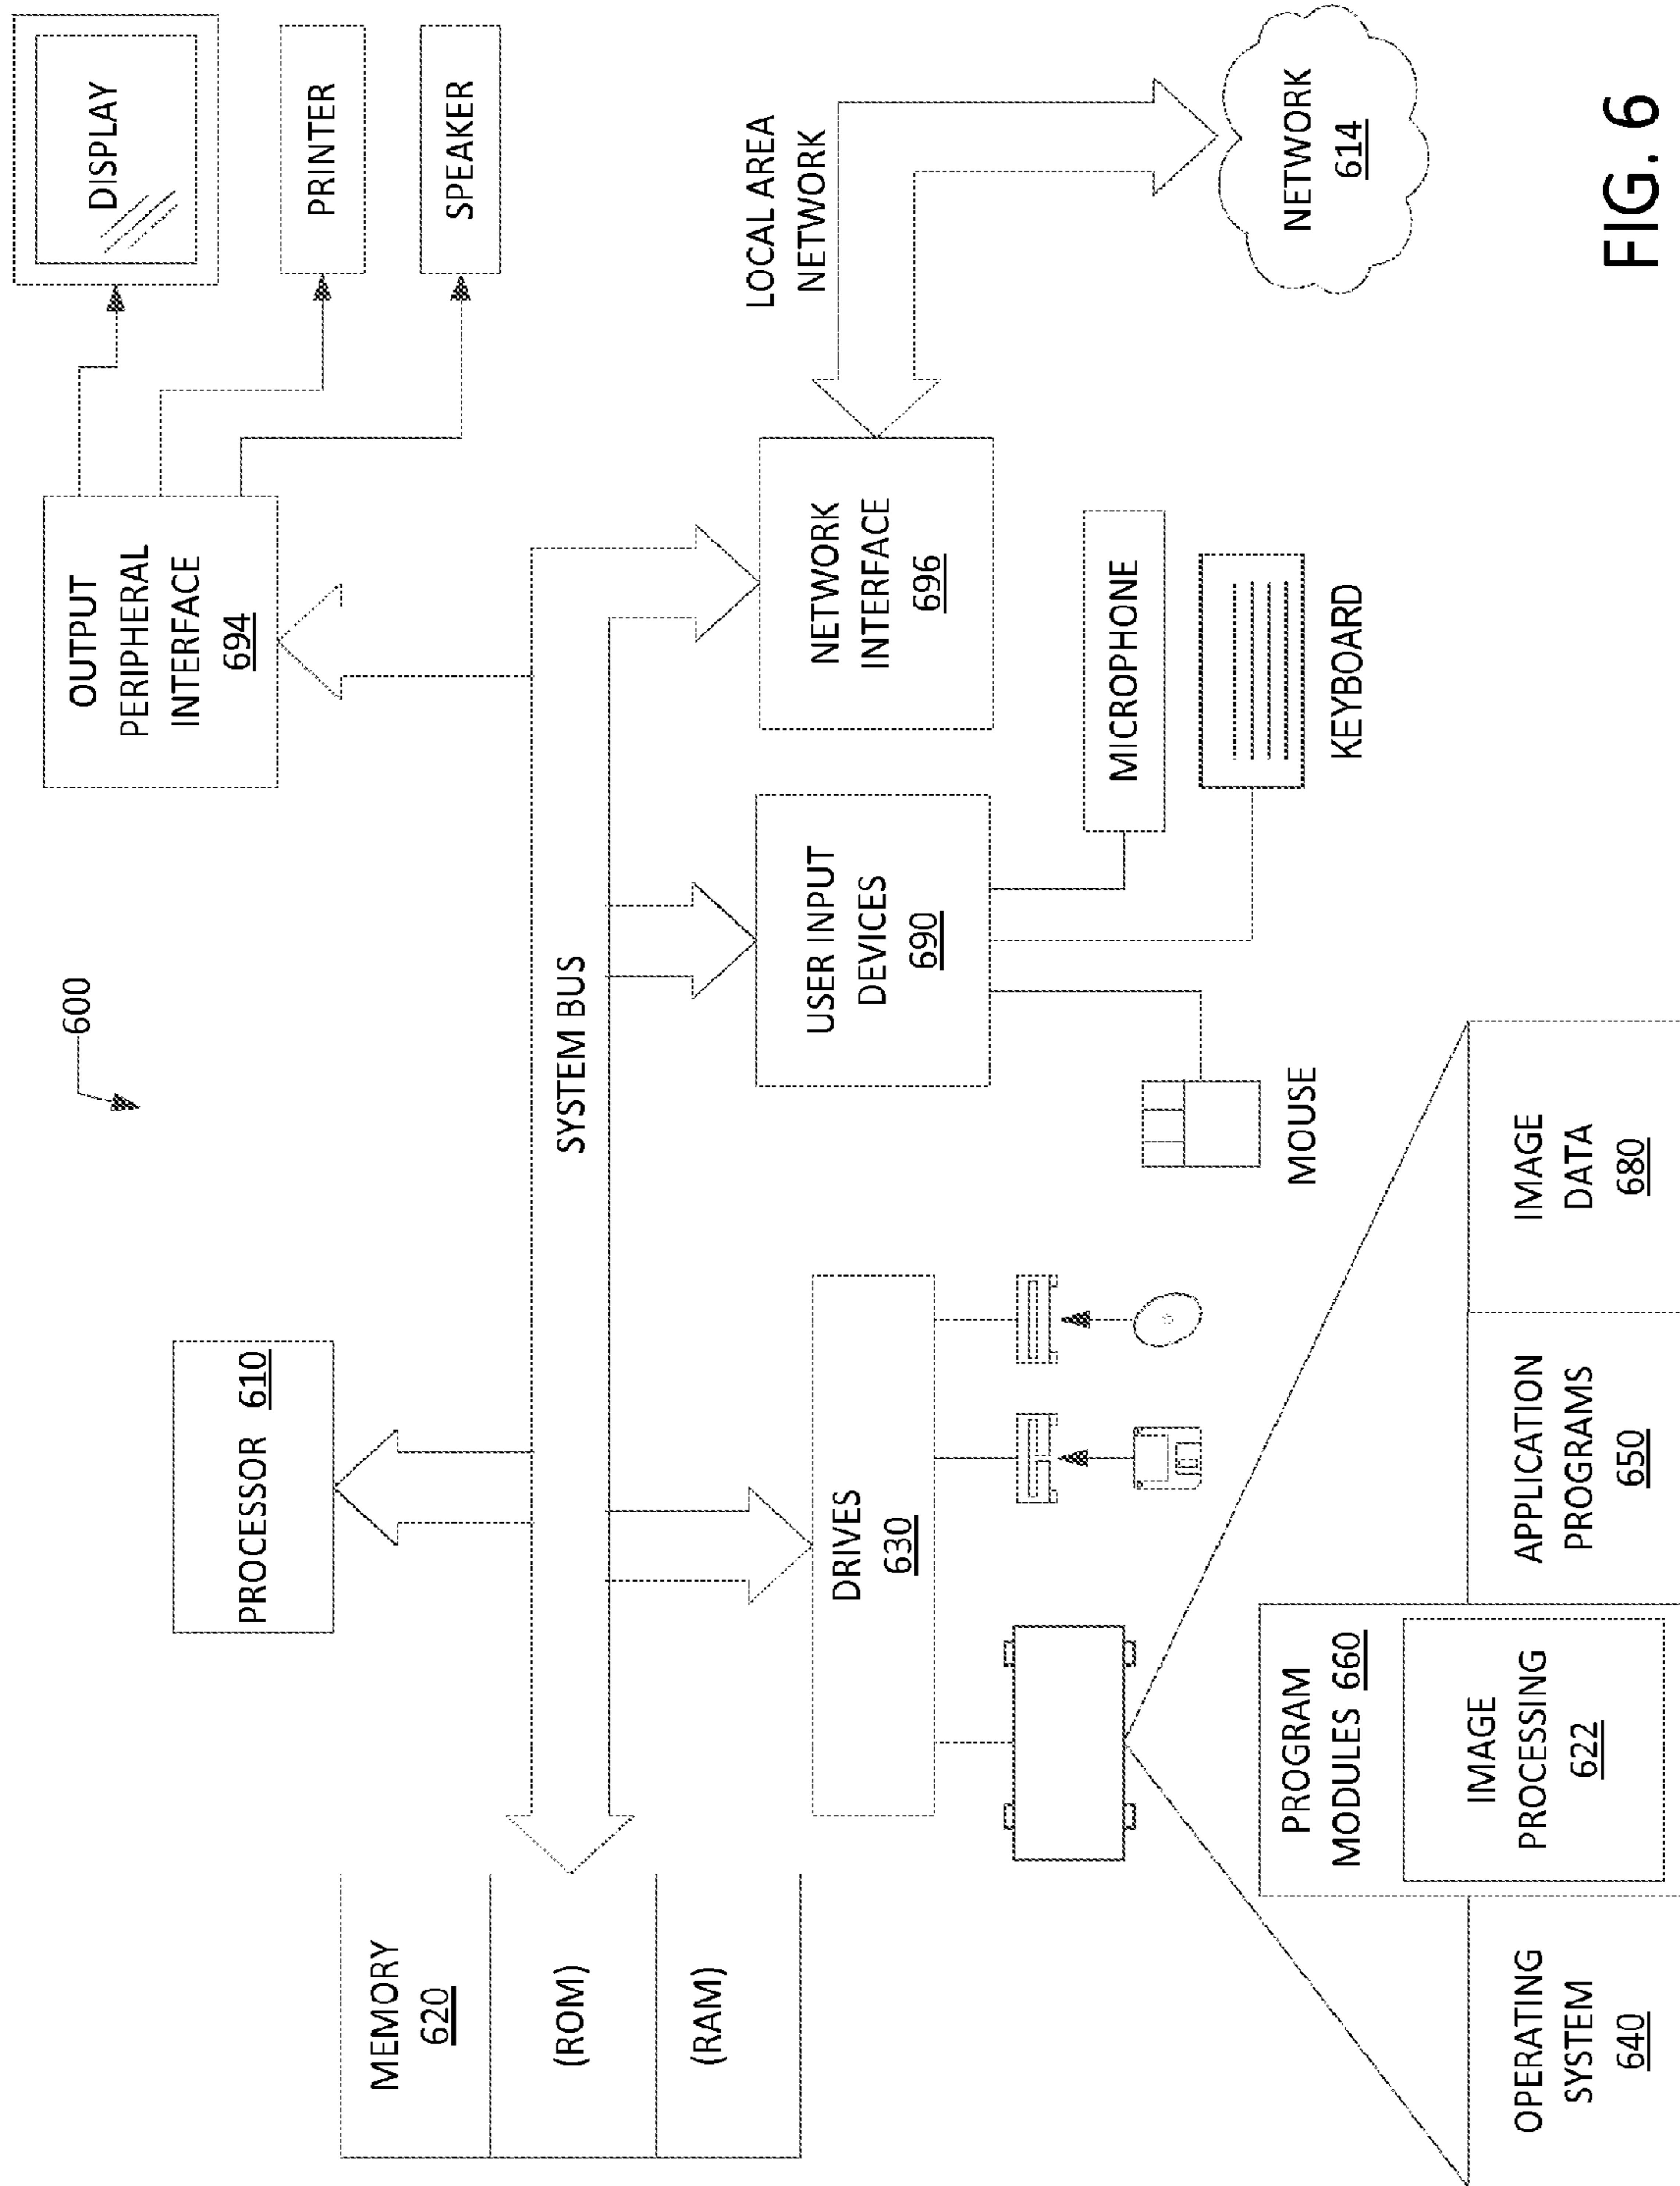 600
PROCESSOR 610
OUTPUT
PERIPHERAL
INTERFACE
694
DISPLAY
PRINTER
SPEAKER
MEMORY
620
(ROM)
(RAM)
SYSTEM BUS
DRIVES
630
USER INPUT
DEVICES
690
NETWORK
INTERFACE
696
LOCAL AREA
NETWORK
MICROPHONE
KEYBOARD
MOUSE
NETWORK
614
OPERATING
SYSTEM
640
PROGRAM
MODULES 660
IMAGE
PROCESSING
622
APPLICATION
PROGRAMS
650
IMAGE
DATA
680
FIG. 6